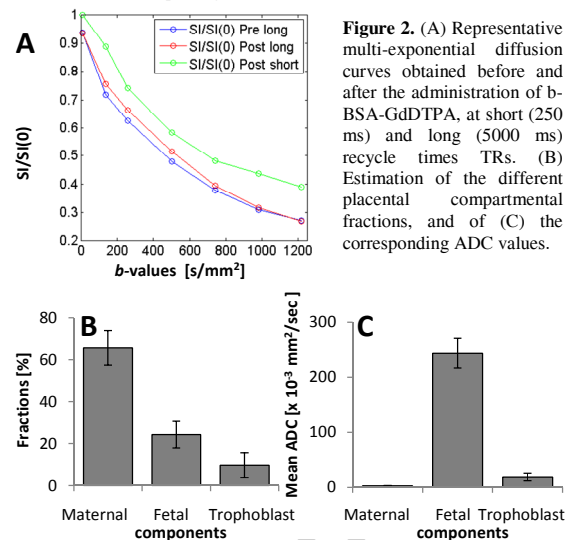 A
SI/SI(0)
1
0.9
0.8
0.7
0.6
0.5
0.4
0.3
0.2
SI/SI(0) Pre long
SI/SI(0) Post long
SI/SI(0) Post short
0 200 400 600 800 1000 1200
b-values [s/mm²]
Figure 2. (A) Representative
multi-exponential diffusion
curves obtained before and
after the administration of b-
BSA-GdDTPA, at short (250
ms) and long (5000 ms)
recycle times TRs. (B)
Estimation of the different
placental compartmental
fractions, and of (C) the
corresponding ADC values.
B
Fractions [%]
80
60
40
20
0
Maternal Fetal Trophoblast
components
C
Mean ADC [x 10⁻³ mm²/sec]
300
200
100
0
Maternal Fetal Trophoblast
components